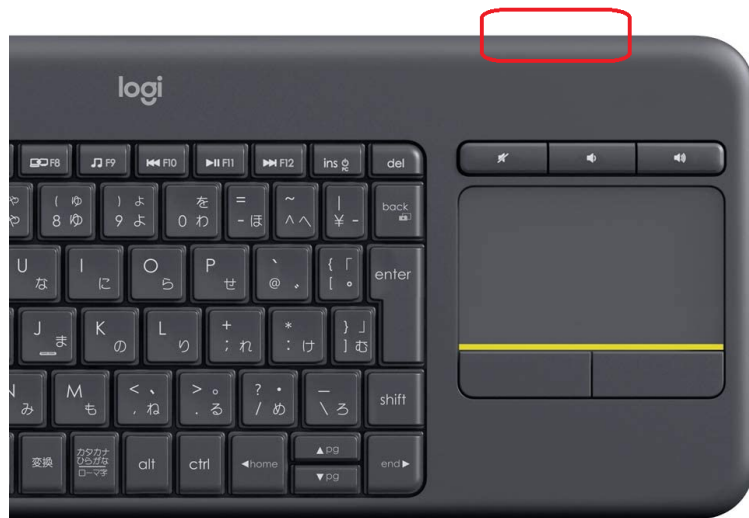 logi
F8 F9 F10 F11 F12 ins PC del
や ( ゆ 8 ゆ ) よ 9 よ を 0 わ = - ほ ~ ^ へ | ¥ - back
U な I に O ら P せ ` @ ゛ { 「 [ ゜ enter
J ま K の L り + ; れ * : け } 」 ] む
N み M も < 、 , ね > 。 . る ? ・ / め _ \ ろ shift
変換 カタカナ ひらがな ローマ字 alt ctrl ◀home ▲pg ▼pg end▶